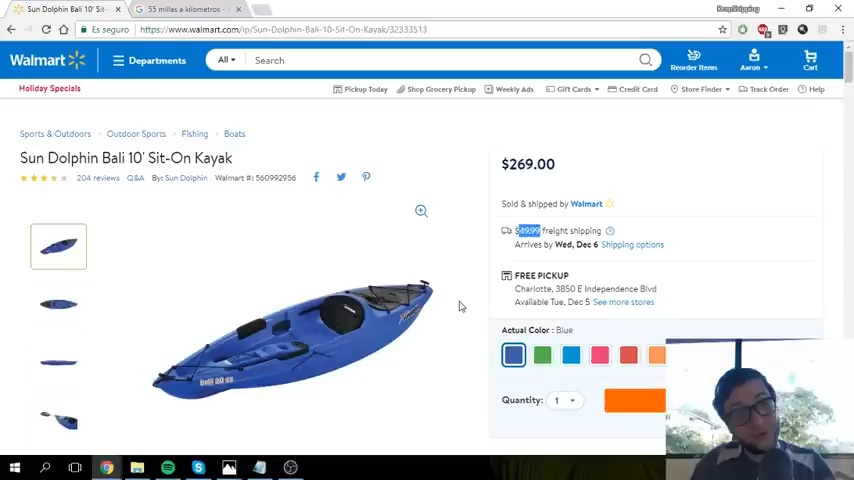 Sun Dolphin Bali 10' Sit-On
55 millas a kilometros -
DropShipping
Es seguro
https://www.walmart.com/ip/Sun-Dolphin-Bali-10-Sit-On-Kayak/32333513
Walmart
Departments
All
Search
Reorder Items
Aaron
Cart
Holiday Specials
Pickup Today
Shop Grocery Pickup
Weekly Ads
Gift Cards
Credit Card
Store Finder
Track Order
Help
Sports & Outdoors
Outdoor Sports
Fishing
Boats
Sun Dolphin Bali 10' Sit-On Kayak
204 reviews
Q&A
By: Sun Dolphin
Walmart #: 560992956
$269.00
Sold & shipped by Walmart
$49.99 freight shipping
Arrives by Wed, Dec 6 Shipping options
FREE PICKUP
Charlotte, 3850 E Independence Blvd
Available Tue, Dec 5 See more stores
Actual Color : Blue
Quantity: 1